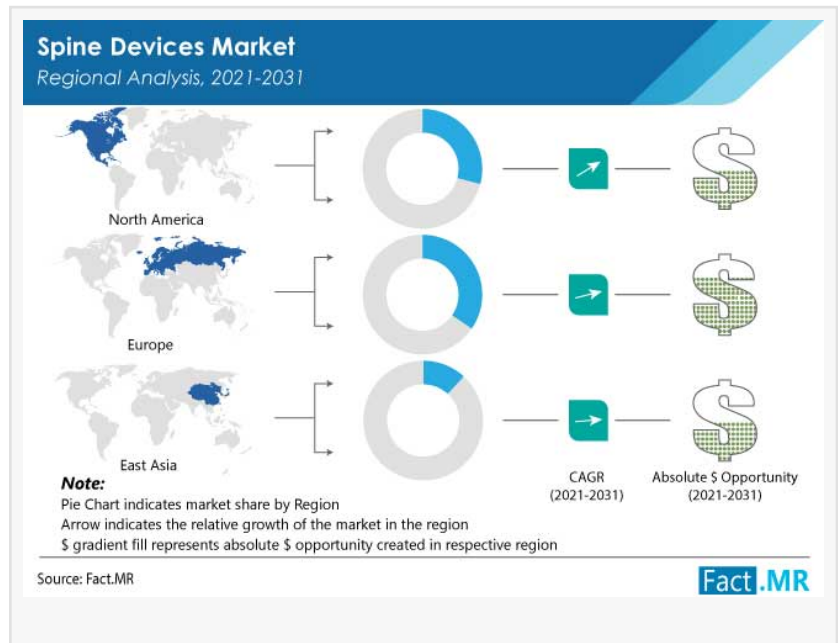 Spine Devices Market
Regional Analysis, 2021-2031
North America
Europe
East Asia
CAGR
(2021-2031)
Absolute $ Opportunity
(2021-2031)
Note:
Pie Chart indicates market share by Region
Arrow indicates the relative growth of the market in the region
$ gradient fill represents absolute $ opportunity created in respective region
Source: Fact.MR
Fact.MR